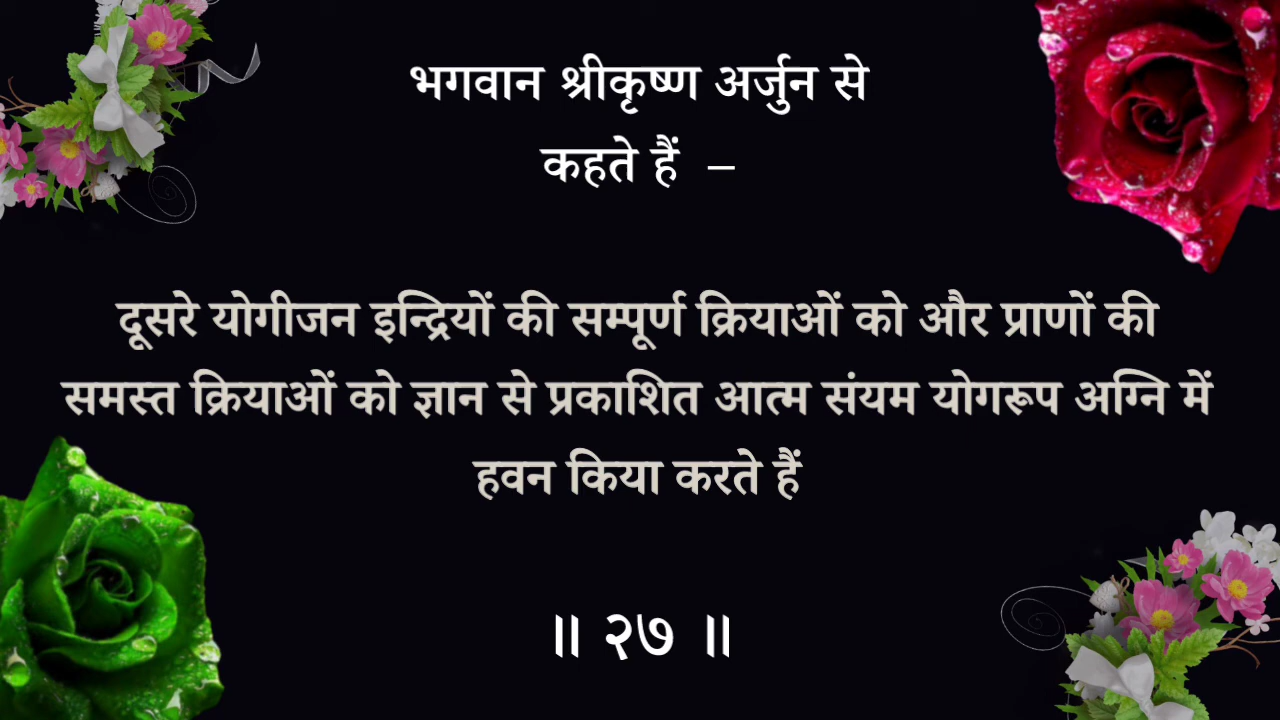 भगवान श्रीकृष्ण अर्जुन से
कहते हैं –
दूसरे योगीजन इन्द्रियों की सम्पूर्ण क्रियाओं को और प्राणों की
समस्त क्रियाओं को ज्ञान से प्रकाशित आत्म संयम योगरूप अग्नि में
हवन किया करते हैं
॥ २७ ॥